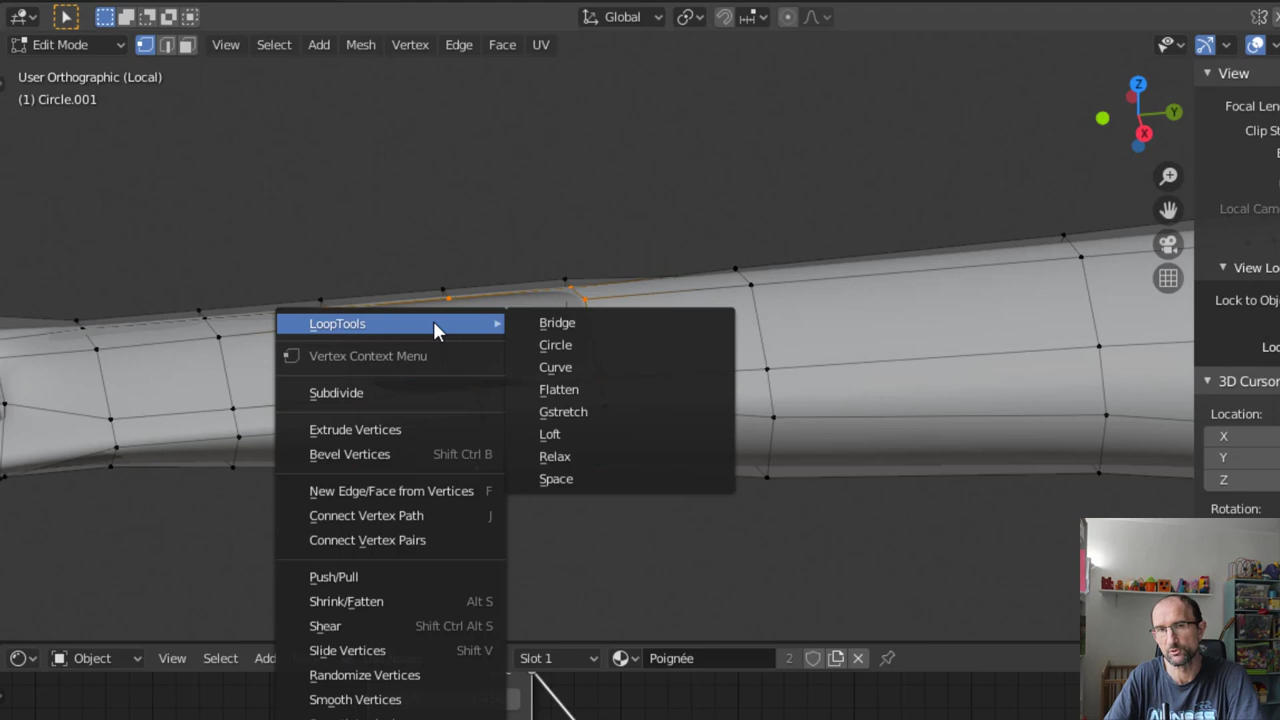 Global
Edit Mode
View
Select
Add
Mesh
Vertex
Edge
Face
UV
User Orthographic (Local)
(1) Circle.001
Z
Y
X
View
Focal Len
Clip St
Local Cam
View Lo
Lock to Obj
3D Cursor
Location:
X
Y
Z
Rotation:
LoopTools
Vertex Context Menu
Subdivide
Extrude Vertices
Bevel Vertices Shift Ctrl B
New Edge/Face from Vertices F
Connect Vertex Path J
Connect Vertex Pairs
Push/Pull
Shrink/Fatten Alt S
Shear Shift Ctrl Alt S
Slide Vertices Shift V
Randomize Vertices
Smooth Vertices
Bridge
Circle
Curve
Flatten
Gstretch
Loft
Relax
Space
Object
View
Select
Add
Slot 1
Poignée
2